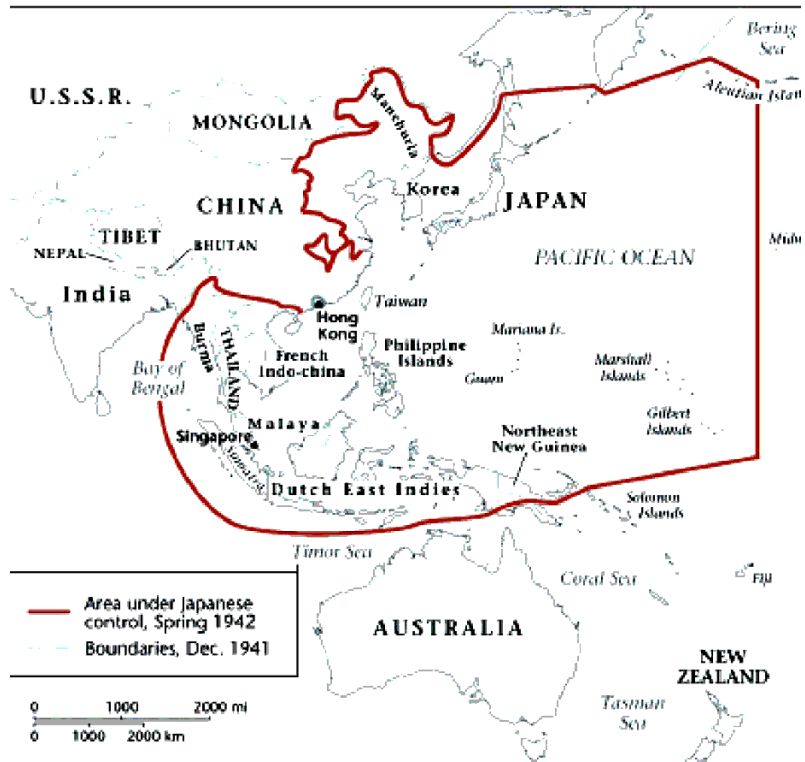 Bering
Sea
U.S.S.R.
Aleutian Islan
MONGOLIA
Manchuria
Korea
JAPAN
CHINA
TIBET
NEPAL
BHUTAN
PACIFIC OCEAN
Midw
India
Taiwan
Hong
Kong
Burma
THAILAND
French
Indo-china
Philippine
Islands
Mariana Is.
Guam
Marshall
Islands
Bay of
Bengal
Gilbert
Islands
Malaya
Singapore
Northeast
New Guinea
Sumatra
Dutch East Indies
Solomon
Islands
Timor Sea
Coral Sea
Fiji
Area under Japanese
control, Spring 1942
Boundaries, Dec. 1941
AUSTRALIA
NEW
ZEALAND
Tasman
Sea
0 1000 2000 mi
0 1000 2000 km